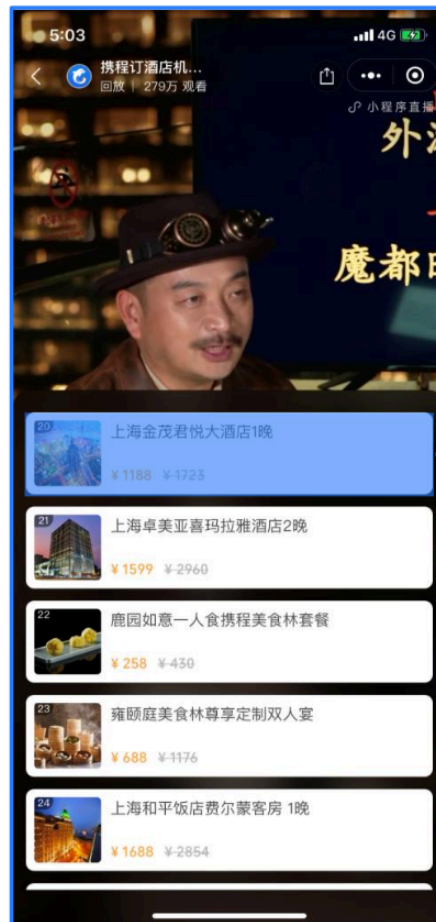 5:03
4G
携程订酒店机...
回放 | 279万 观看
小程序直播
外
魔都
20
上海金茂君悦大酒店1晚
¥1188 ¥1723
21
上海卓美亚喜玛拉雅酒店2晚
¥1599 ¥2960
22
鹿园如意一人食携程美食林套餐
¥258 ¥430
23
雍颐庭美食林尊享定制双人宴
¥688 ¥1176
24
上海和平饭店费尔蒙客房 1晚
¥1688 ¥2854